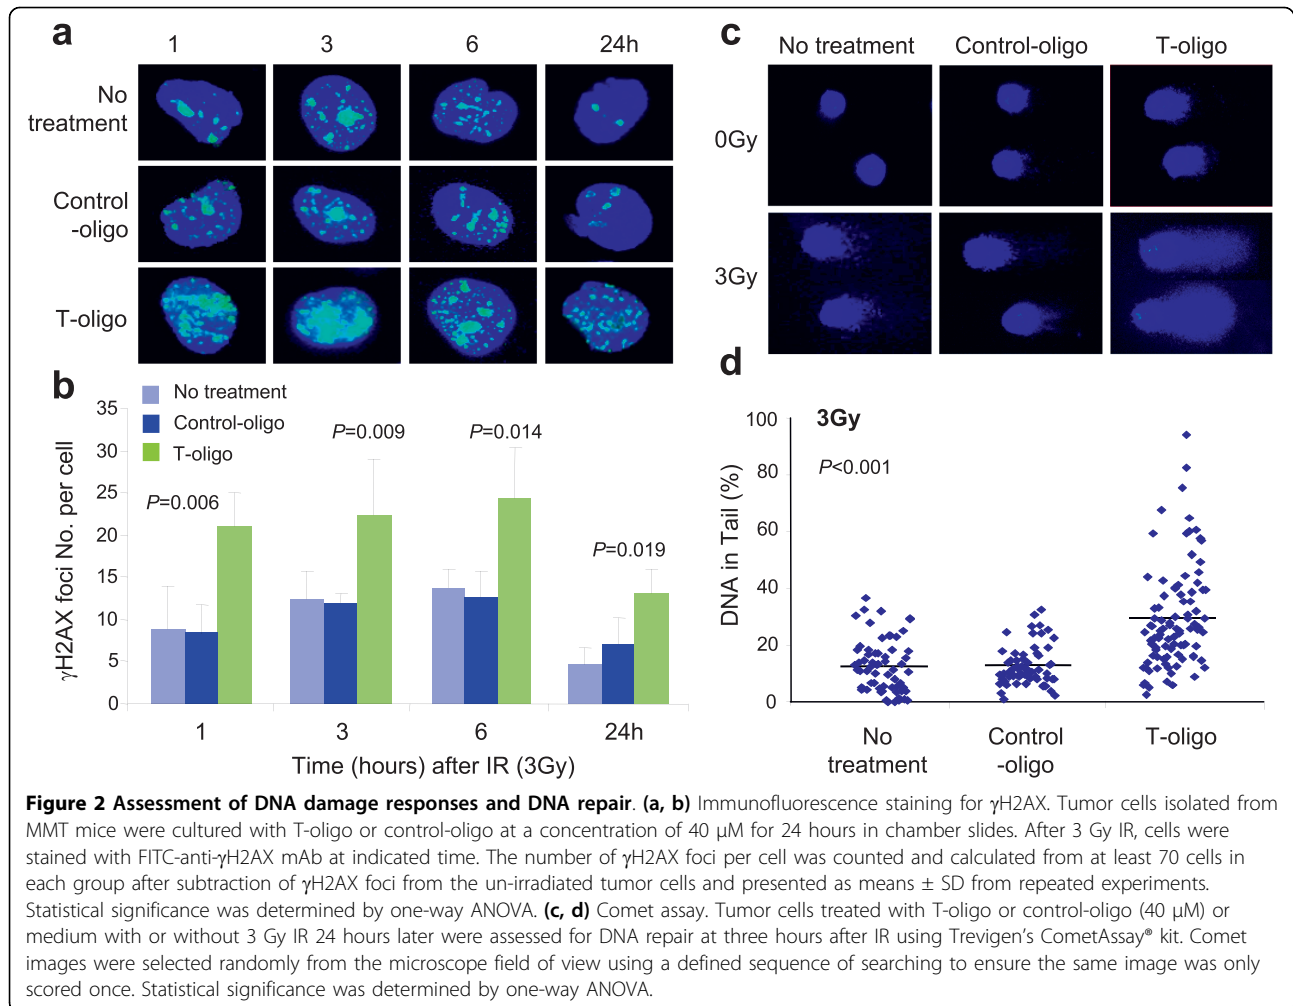 a
1 3 6 24h
No
treatment
Control
-oligo
T-oligo
b
No treatment
Control-oligo
T-oligo
γH2AX foci No. per cell
35
30
25
20
15
10
5
0
P=0.006
P=0.009
P=0.014
P=0.019
1 3 6 24h
Time (hours) after IR (3Gy)
c
No treatment Control-oligo T-oligo
0Gy
3Gy
d
3Gy
P<0.001
DNA in Tail (%)
100
80
60
40
20
0
No
treatment
Control
-oligo
T-oligo
Figure 2 Assessment of DNA damage responses and DNA repair. (a, b) Immunofluorescence staining for γH2AX. Tumor cells isolated from
MMT mice were cultured with T-oligo or control-oligo at a concentration of 40 μM for 24 hours in chamber slides. After 3 Gy IR, cells were
stained with FITC-anti-γH2AX mAb at indicated time. The number of γH2AX foci per cell was counted and calculated from at least 70 cells in
each group after subtraction of γH2AX foci from the un-irradiated tumor cells and presented as means ± SD from repeated experiments.
Statistical significance was determined by one-way ANOVA. (c, d) Comet assay. Tumor cells treated with T-oligo or control-oligo (40 μM) or
medium with or without 3 Gy IR 24 hours later were assessed for DNA repair at three hours after IR using Trevigen's CometAssay® kit. Comet
images were selected randomly from the microscope field of view using a defined sequence of searching to ensure the same image was only
scored once. Statistical significance was determined by one-way ANOVA.